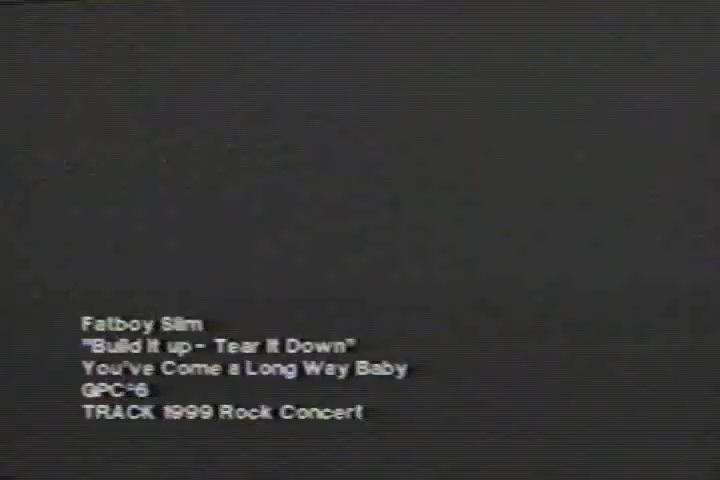 Fatboy Slim
"Build It up - Tear It Down"
You've Come a Long Way Baby
GPC#6
TRACK 1999 Rock Concert